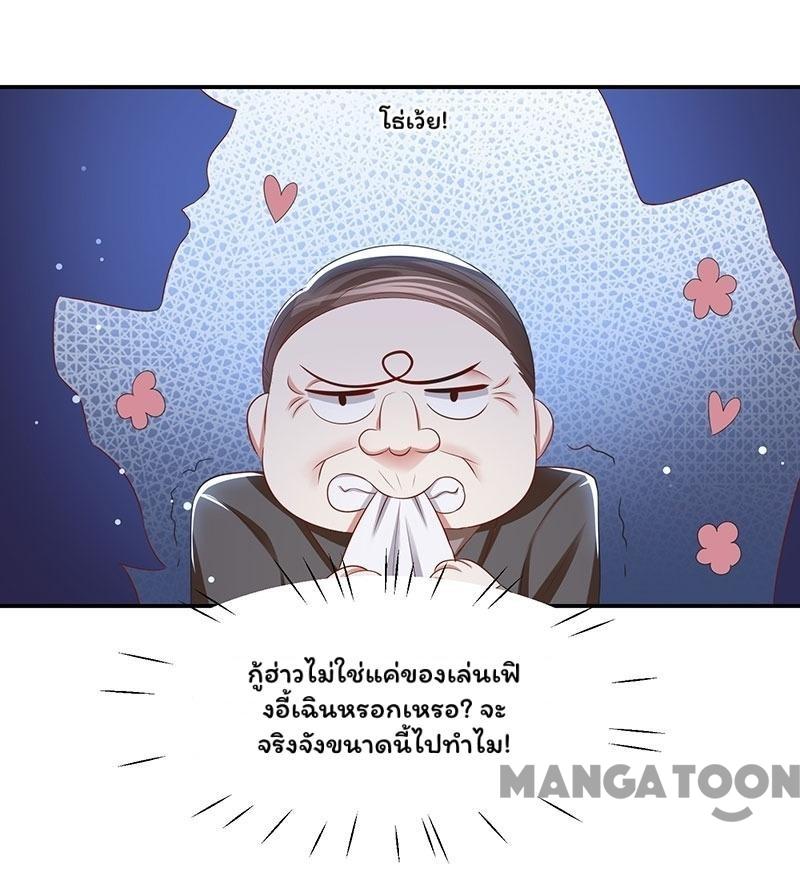 โธ่เว้ย!
กู้ฮ่าวไม่ใช่แค่ของเล่นเฟิ
งอี้เฉินหรอกเหรอ? จะ
จริงจังขนาดนี้ไปทำไม!
MANGATOON